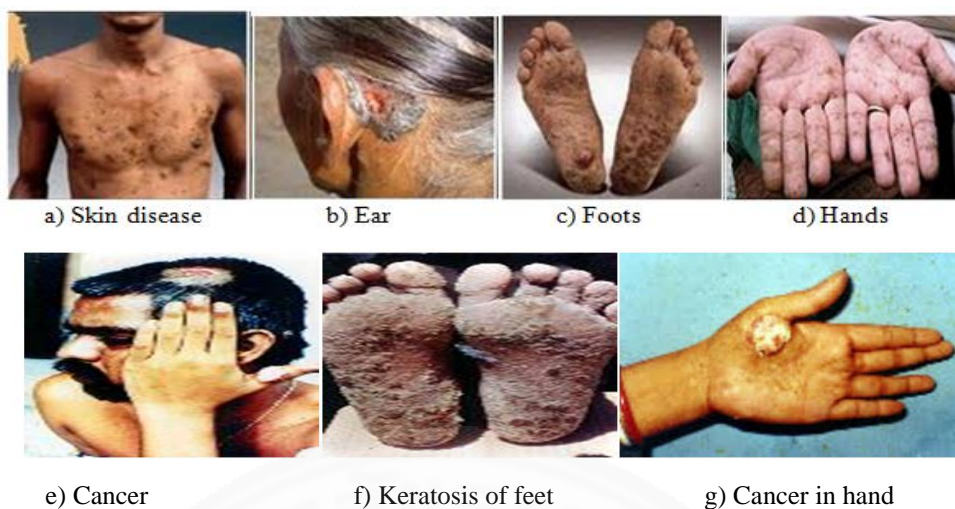 a) Skin disease b) Ear c) Foots d) Hands
e) Cancer f) Keratosis of feet g) Cancer in hand